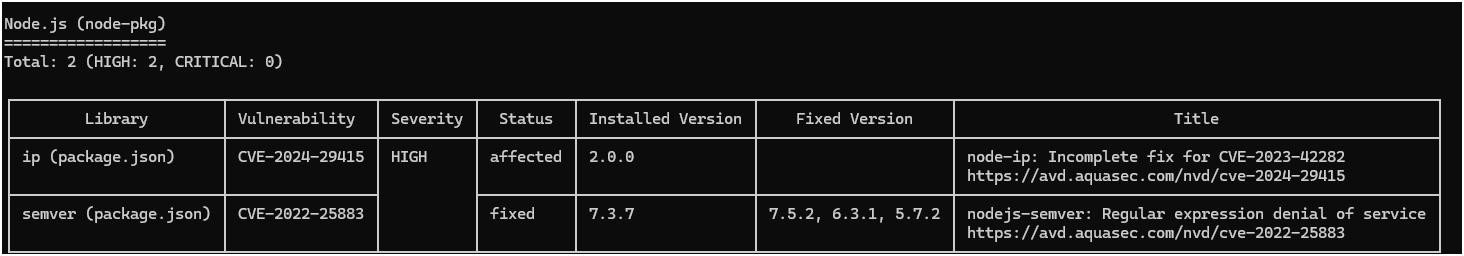 Node.js (node-pkg)
==================
Total: 2 (HIGH: 2, CRITICAL: 0)
Library Vulnerability Severity Status Installed Version Fixed Version Title
ip (package.json) CVE-2024-29415 HIGH affected 2.0.0 node-ip: Incomplete fix for CVE-2023-42282
https://avd.aquasec.com/nvd/cve-2024-29415
semver (package.json) CVE-2022-25883 fixed 7.3.7 7.5.2, 6.3.1, 5.7.2 nodejs-semver: Regular expression denial of service
https://avd.aquasec.com/nvd/cve-2022-25883